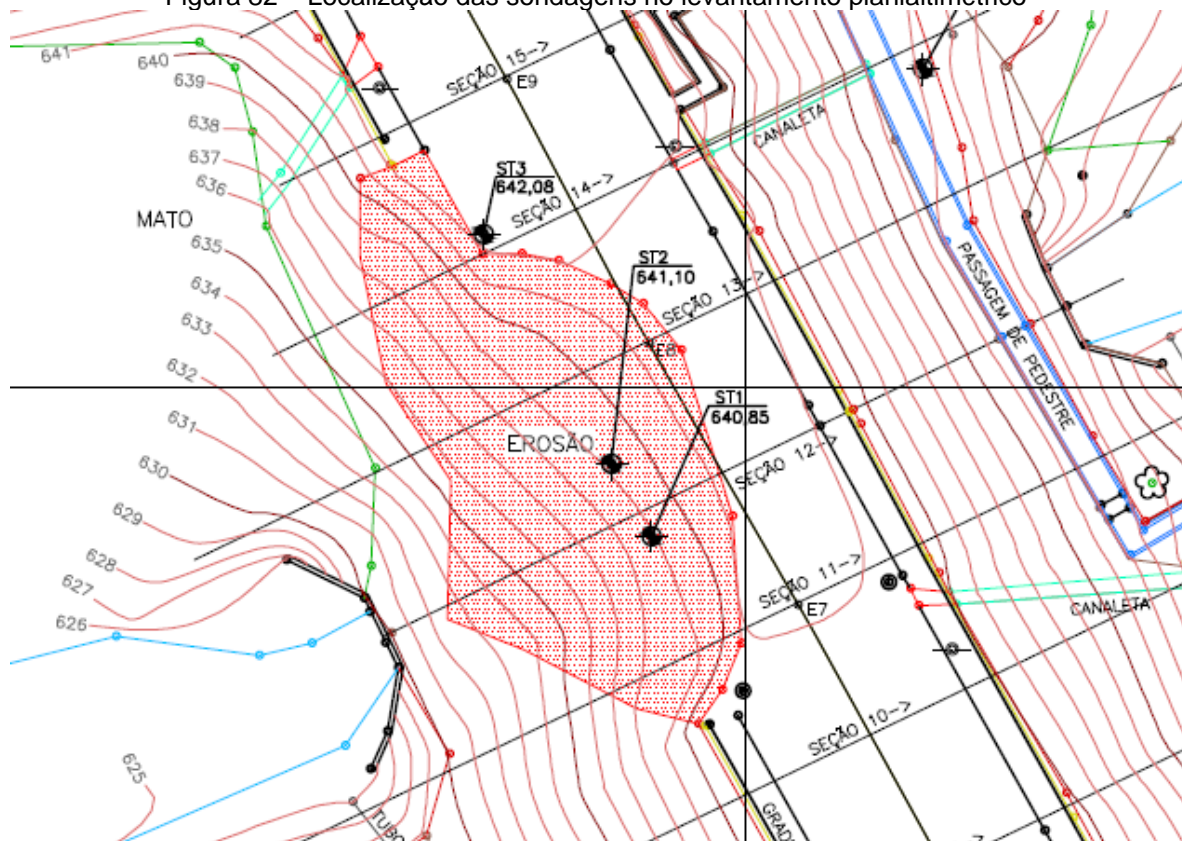 Figura 82 – Localização das sondagens no levantamento planialtimétrico
641
640
639
638
637
636
635
634
633
632
631
630
629
628
627
626
625
MATO
SEÇÃO 15->
E9
ST3
642,08
SEÇÃO 14->
CANALETA
ST2
641,10
SEÇÃO 13->
E8
PASSAGEM DE PEDESTRE
ST1
640,85
EROSÃO
SEÇÃO 12->
SEÇÃO 11->
E7
CANALETA
SEÇÃO 10->
TUBO